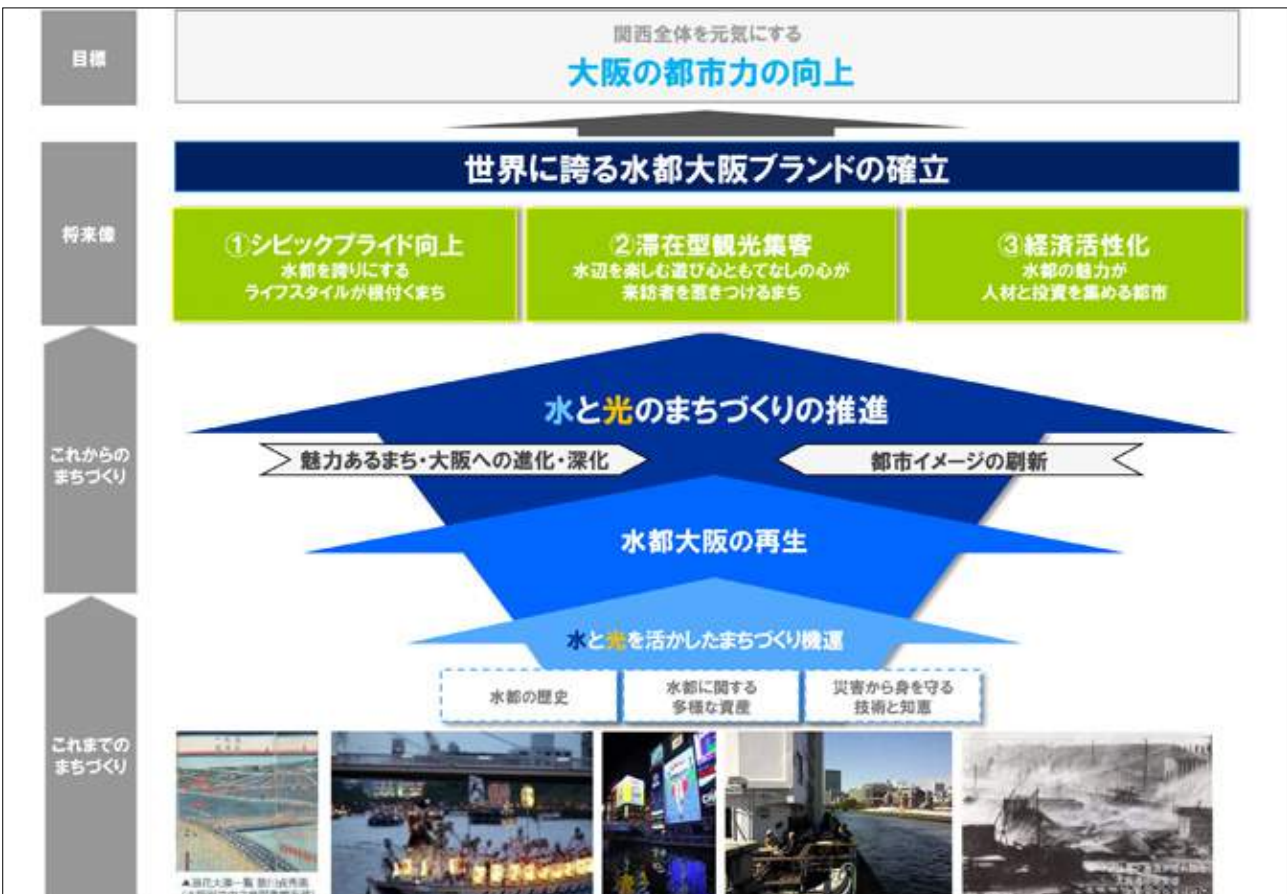 目標
関西全体を元気にする
大阪の都市力の向上
将来像
世界に誇る水都大阪ブランドの確立
①シビックプライド向上
水都を誇りにする
ライフスタイルが根付くまち
②滞在型観光集客
水辺を楽しむ遊び心ともてなしの心が
来訪者を惹きつけるまち
③経済活性化
水都の魅力が
人材と投資を集める都市
これからの
まちづくり
水と光のまちづくりの推進
魅力あるまち・大阪への進化・深化
都市イメージの刷新
水都大阪の再生
水と光を活かしたまちづくり機運
水都の歴史
水都に関する
多様な資産
災害から身を守る
技術と知恵
これまでの
まちづくり